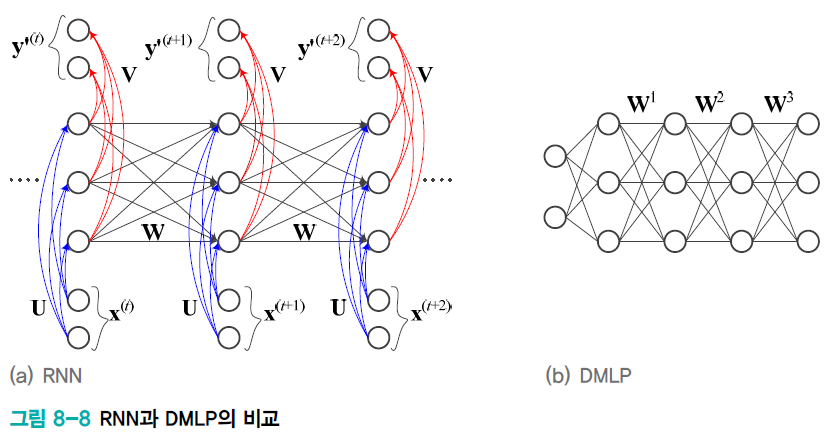 y'(t) y'(t+1) y'(t+2)
V V V
W¹ W² W³
W W
U U U
x(t) x(t+1) x(t+2)
(a) RNN
(b) DMLP
그림 8-8 RNN과 DMLP의 비교